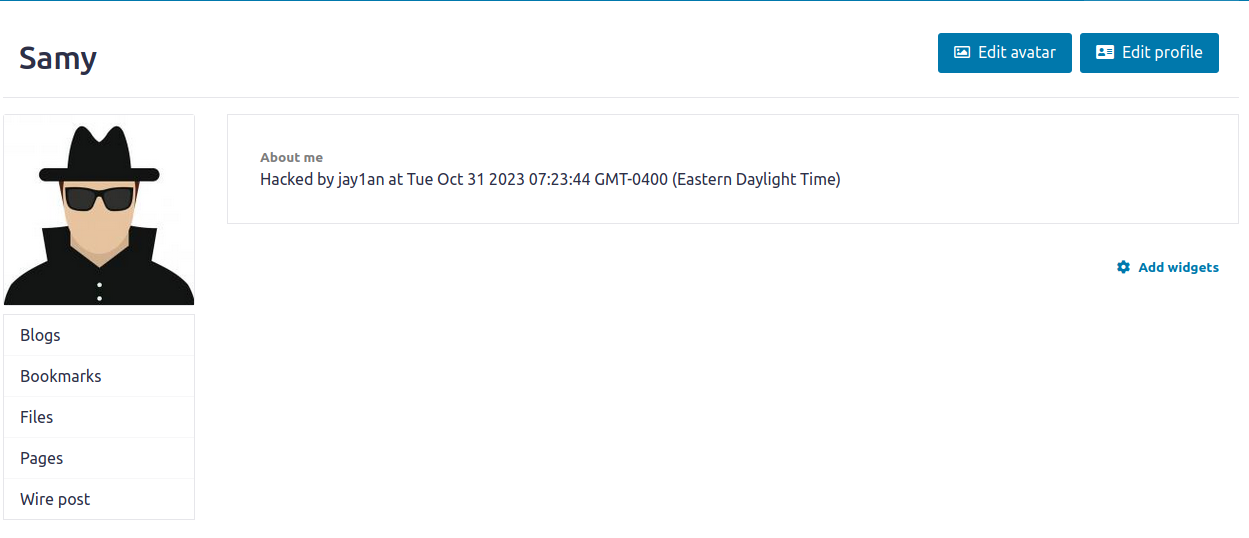 Samy
Edit avatar
Edit profile
About me
Hacked by jay1an at Tue Oct 31 2023 07:23:44 GMT-0400 (Eastern Daylight Time)
Add widgets
Blogs
Bookmarks
Files
Pages
Wire post